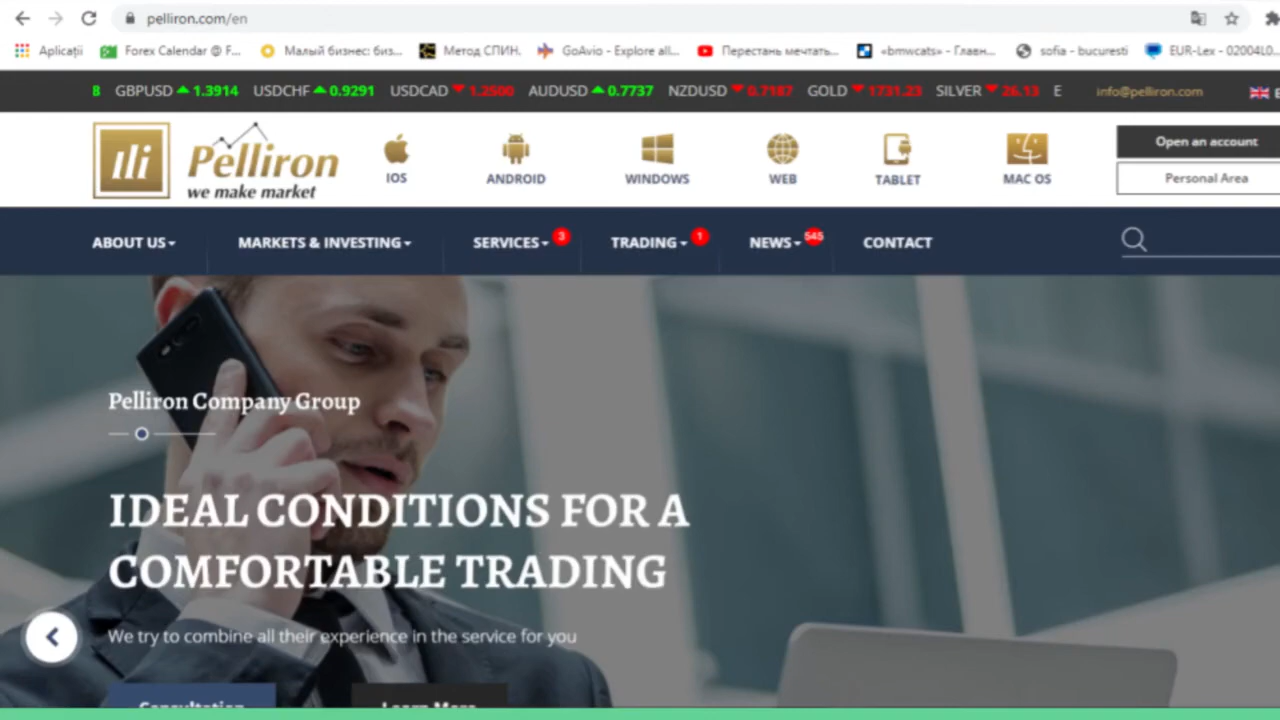 pelliron.com/en
Aplicații Forex Calendar @ F... Малый бизнес: биз... Метод СПИН. GoAvio - Explore all... Перестань мечтать... «bmwcats» - Главн... sofia - bucuresti EUR-Lex - 02004L0...
8 GBPUSD 1.3914 USDCHF 0.9291 USDCAD 1.2500 AUDUSD 0.7737 NZDUSD 0.7187 GOLD 1731.23 SILVER 26.13 E info@pelliron.com E
Pelliron
we make market
IOS ANDROID WINDOWS WEB TABLET MAC OS
Open an account
Personal Area
ABOUT US MARKETS & INVESTING SERVICES 3 TRADING 1 NEWS 545 CONTACT
Pelliron Company Group
IDEAL CONDITIONS FOR A
COMFORTABLE TRADING
We try to combine all their experience in the service for you
Consultation Learn More